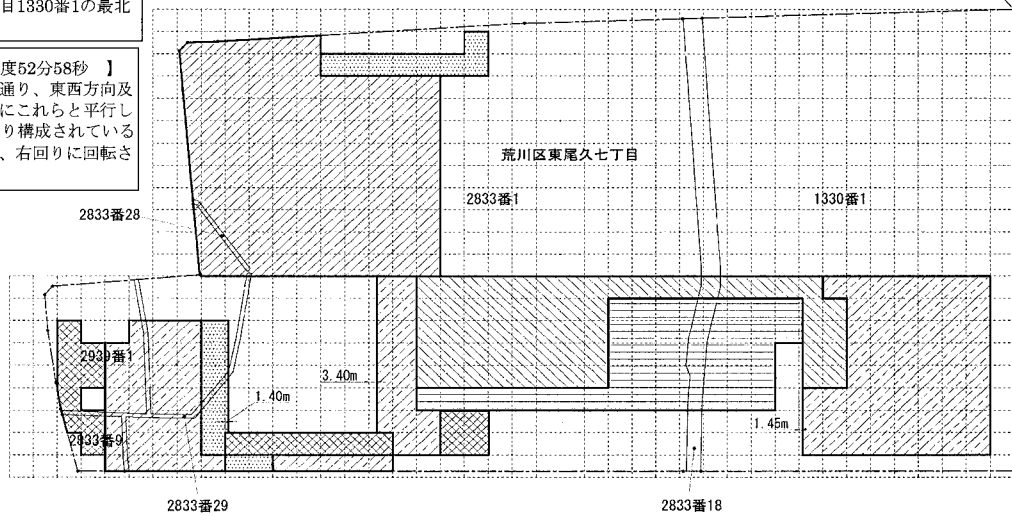 目1330番1の最北
度52分58秒 】
通り、東西方向及
にこれらと平行し
り構成されている
、右回りに回転さ
荒川区東尾久七丁目
2833番28
2833番1
1330番1
2939番1
3.40m
1.40m
1.45m
2833番9
2833番29
2833番18